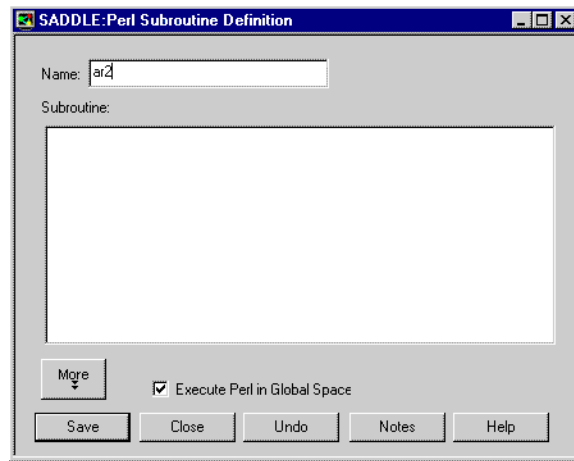 SADDLE:Perl Subroutine Definition
Name: ar2
Subroutine:
More
Execute Perl in Global Space
Save Close Undo Notes Help